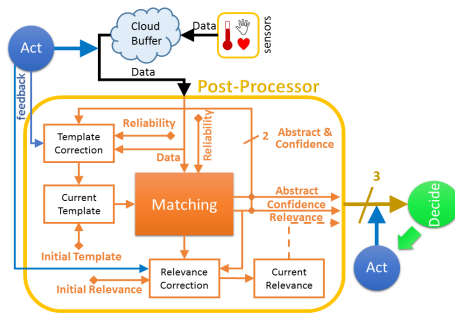 Act
Cloud
Buffer
Data
sensors
Data
feedback
Post-Processor
Reliability
Reliability
2
Abstract &
Confidence
Template
Correction
Data
Current
Template
Matching
Abstract
Confidence
Relevance
3
Decide
Initial Template
Initial Relevance
Relevance
Correction
Current
Relevance
Act